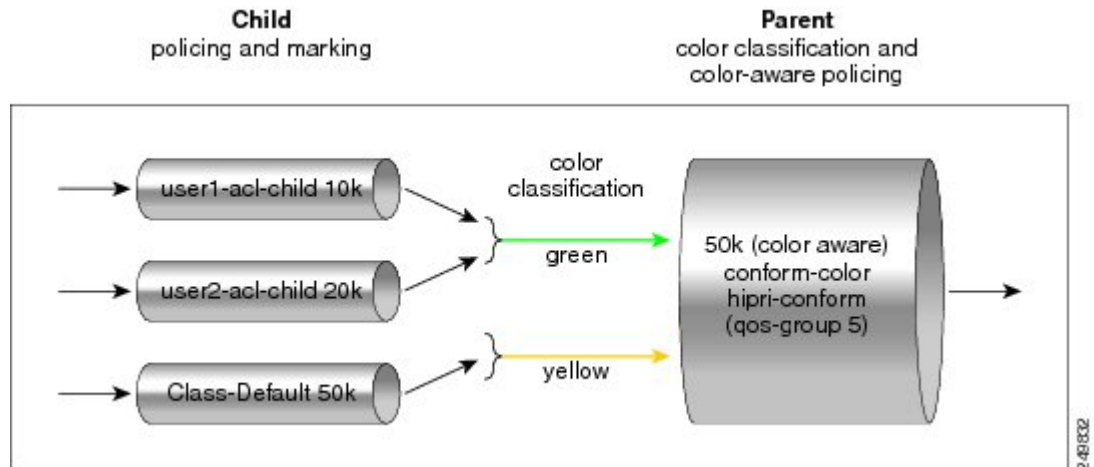 Child
policing and marking
Parent
color classification and
color-aware policing
user1-acl-child 10k
user2-acl-child 20k
Class-Default 50k
color
classification
green
yellow
50k (color aware)
conform-color
hipri-conform
(qos-group 5)
249832